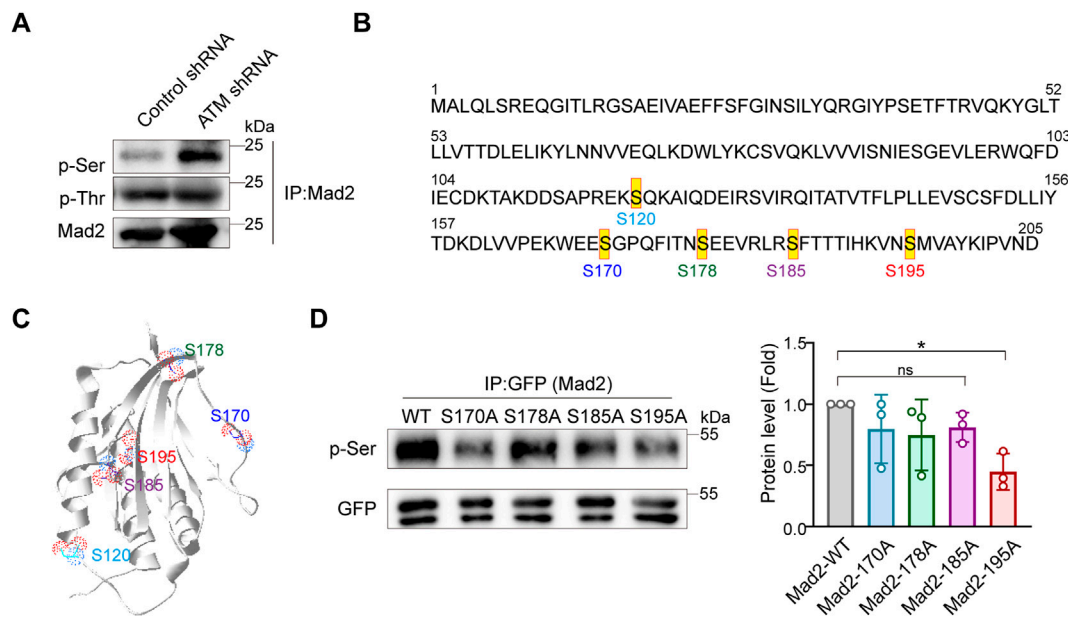 A
Control shRNA
ATM shRNA
kDa
p-Ser
25
p-Thr
25
Mad2
25
IP:Mad2
B
1
52
MALQLSREQGITLRGSAEIVAEFFSFGINSILYQRGIYPSETFTRVQKYGLT
53
103
LLVTTDLELIKYLNNVVEQLKDWLYKCSVQKLVVVISNIESGEVLERWQFD
104
156
IECDKTAKDDSAPREKSQKAIQDEIRSVIRQITATVTFLPLLEVSCSFDLLIY
S120
157
205
TDKDLVVPEKWEESGPQFITNSEEVRLRSFTTTIHKVNSMVAYKIPVND
S170
S178
S185
S195
C
S178
S170
S195
S185
S120
D
IP:GFP (Mad2)
WT S170A S178A S185A S195A kDa
p-Ser
55
GFP
55
Protein level (Fold)
1.5
1.0
0.5
0.0
*
ns
Mad2-WT
Mad2-170A
Mad2-178A
Mad2-185A
Mad2-195A